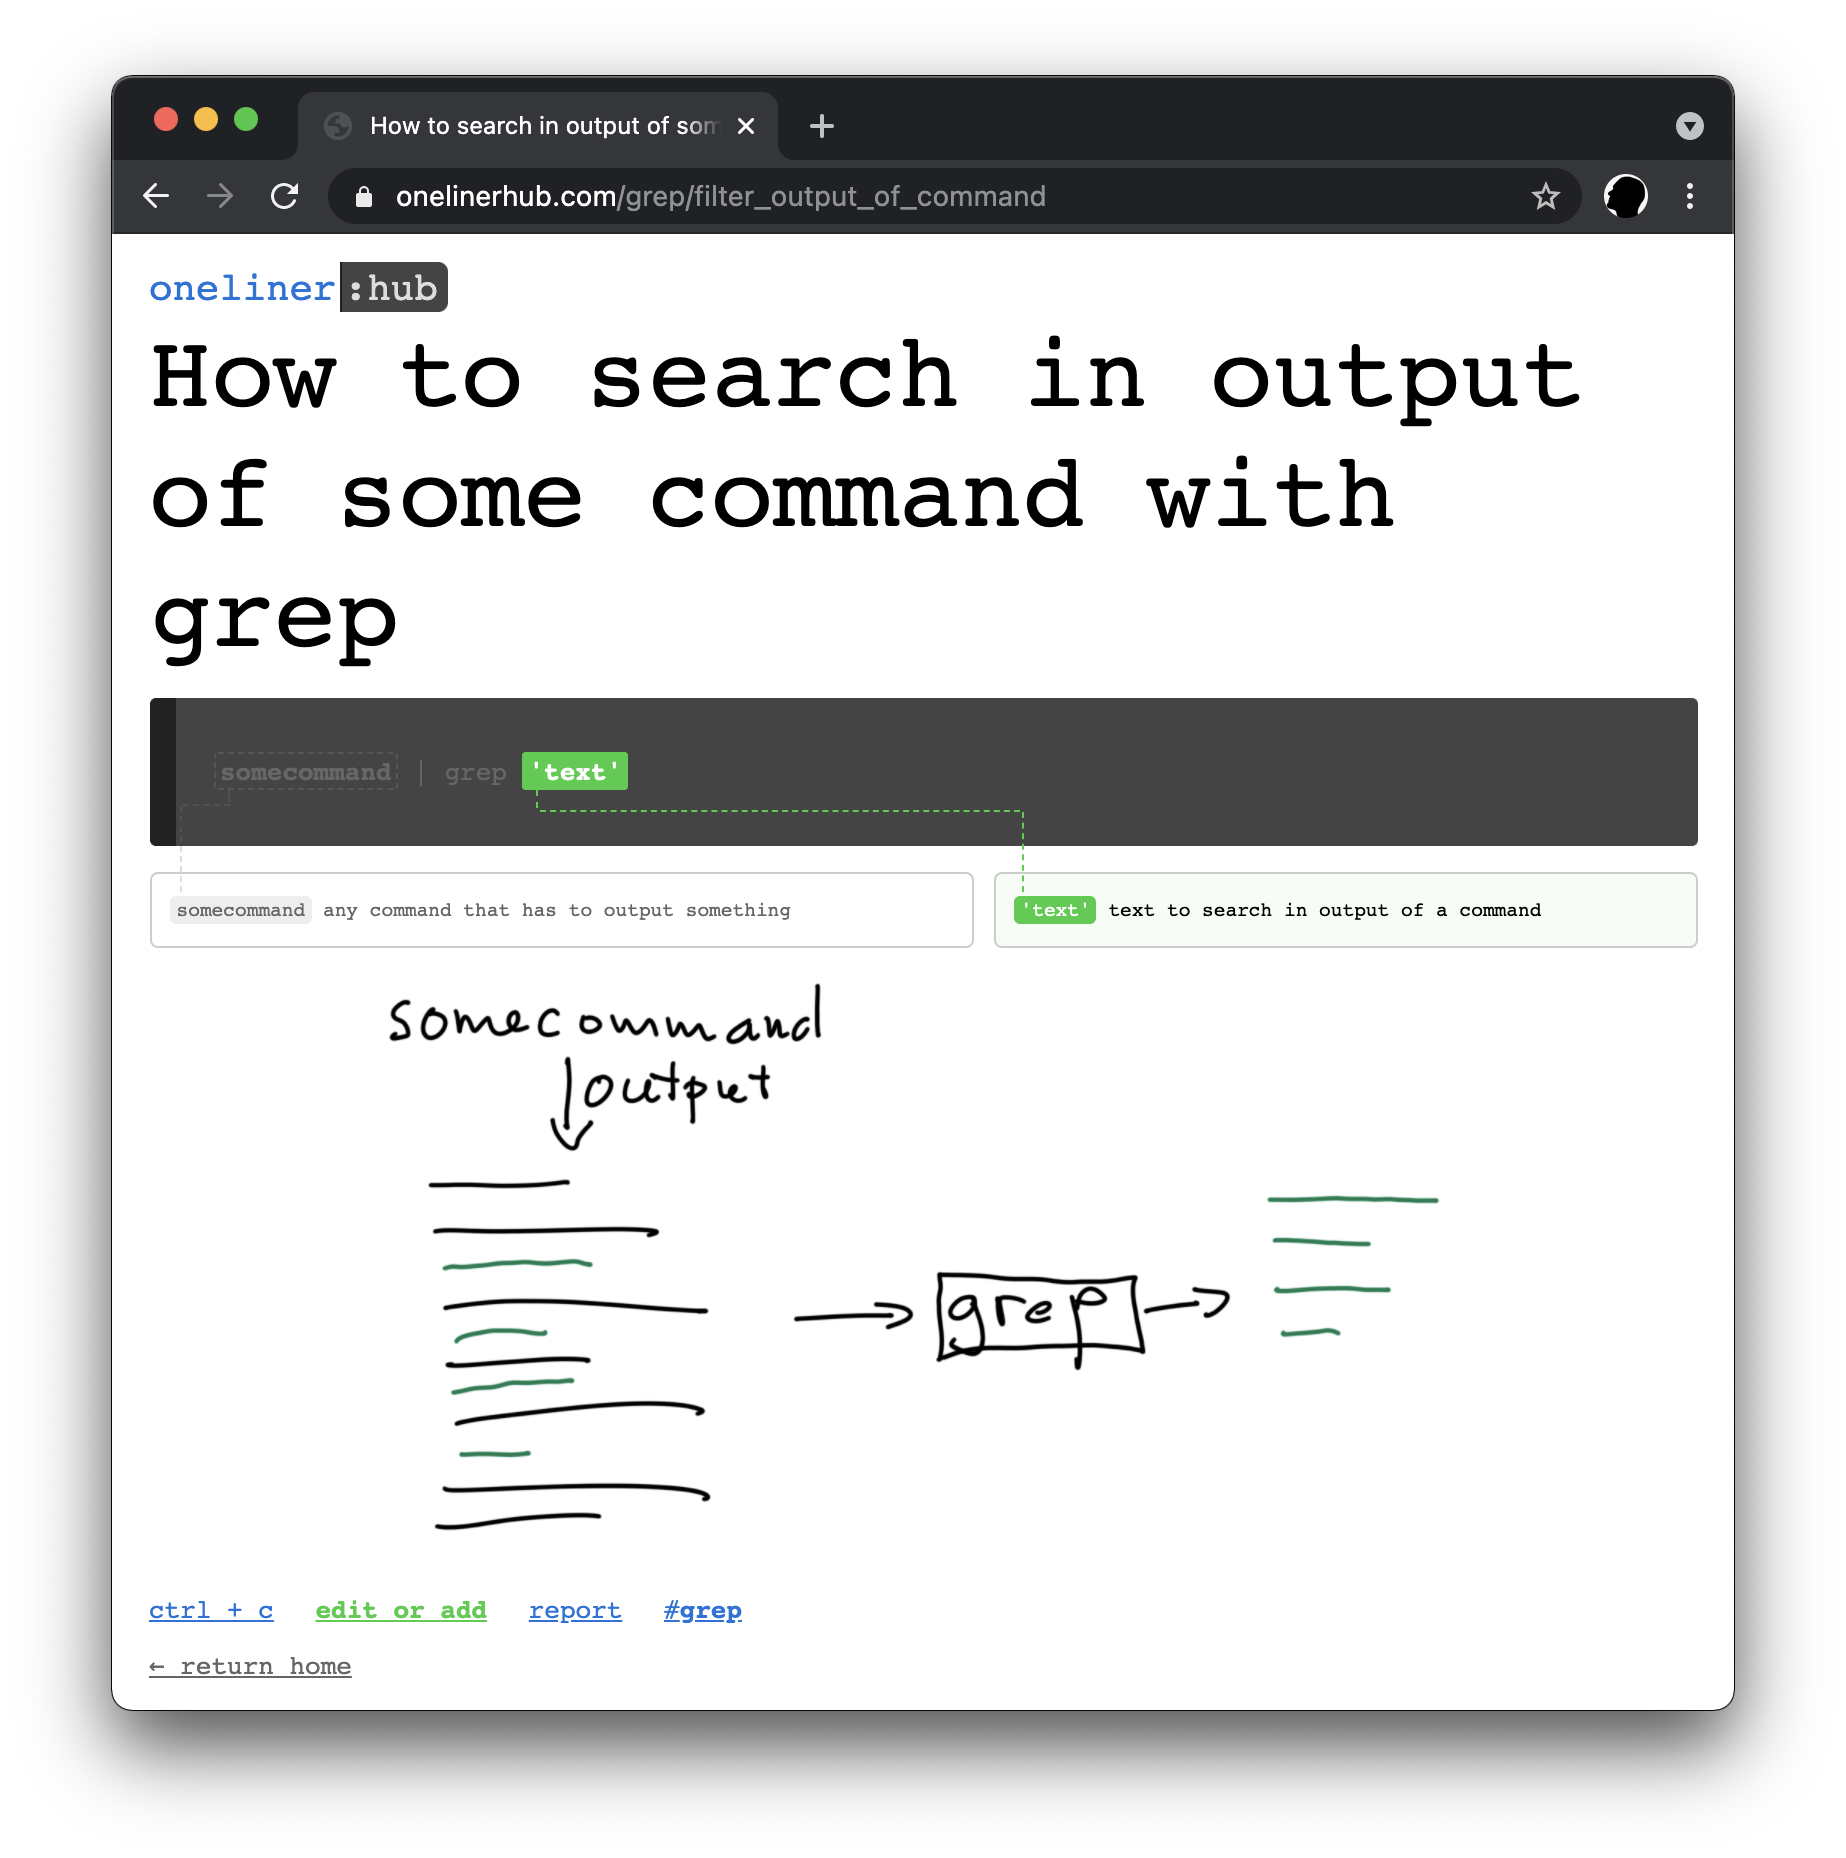 How to search in output of som
onelinerhub.com/grep/filter_output_of_command
oneliner:hub
How to search in output
of some command with
grep
somecommand | grep 'text'
somecommand any command that has to output something
'text' text to search in output of a command
somecommand
output
grep
ctrl + c edit or add report #grep
← return home